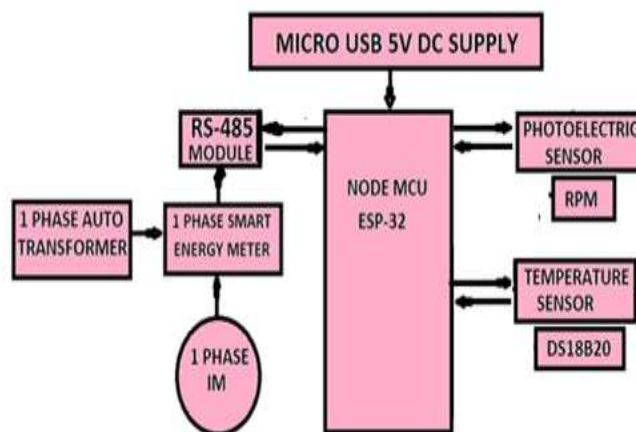 MICRO USB 5V DC SUPPLY
RS-485
MODULE
NODE MCU
ESP-32
PHOTOELECTRIC
SENSOR
RPM
1 PHASE AUTO
TRANSFORMER
1 PHASE SMART
ENERGY METER
TEMPERATURE
SENSOR
DS18B20
1 PHASE
IM